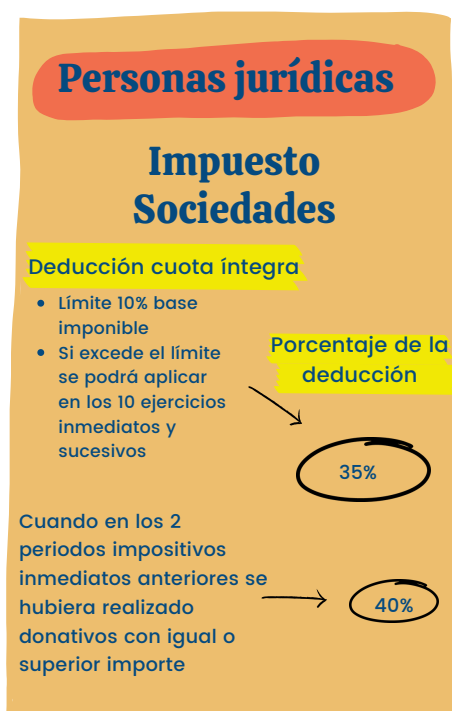 Personas jurídicas
Impuesto
Sociedades
Deducción cuota íntegra
• Límite 10% base
imponible
• Si excede el límite
se podrá aplicar
en los 10 ejercicios
inmediatos y
sucesivos
Porcentaje de la
deducción
35%
Cuando en los 2
periodos impositivos
inmediatos anteriores se
hubiera realizado
donativos con igual o
superior importe
40%